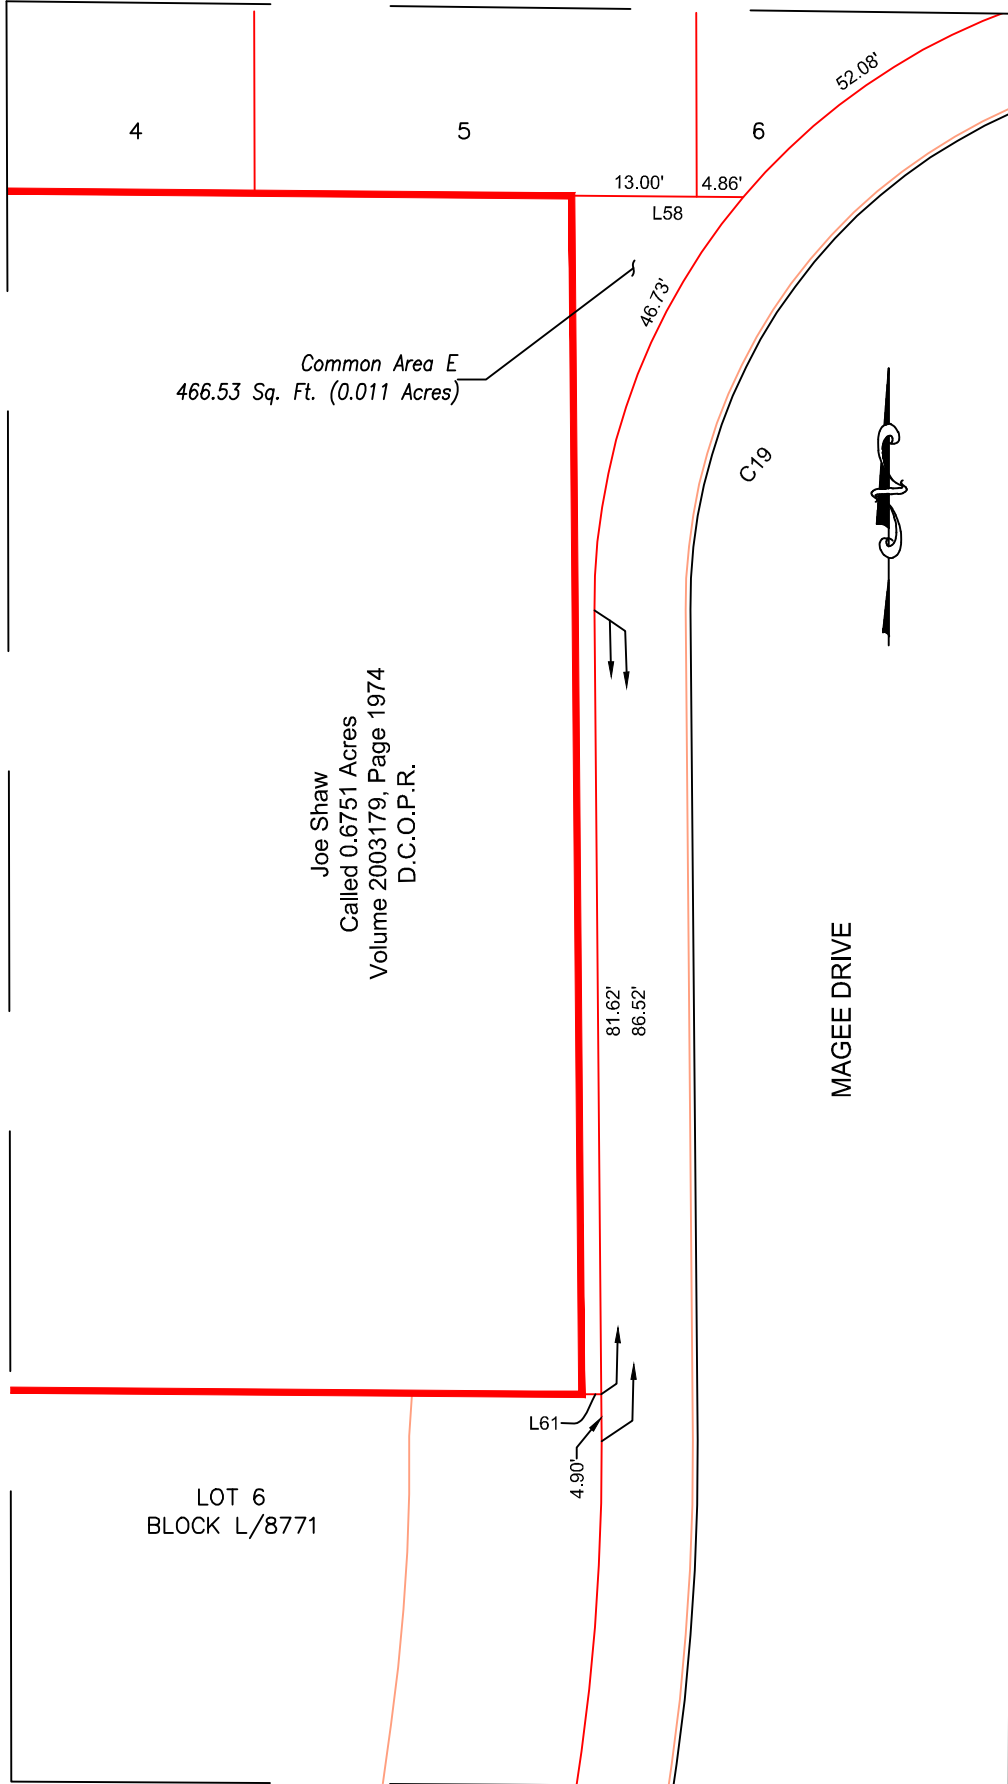 52.08'
4
5
6
13.00'
4.86'
L58
46.73'
Common Area E
466.53 Sq. Ft. (0.011 Acres)
C19
Joe Shaw
Called 0.6751 Acres
Volume 2003179, Page 1974
D.C.O.P.R.
81.62'
86.52'
MAGEE DRIVE
L61
4.90'
LOT 6
BLOCK L/8771